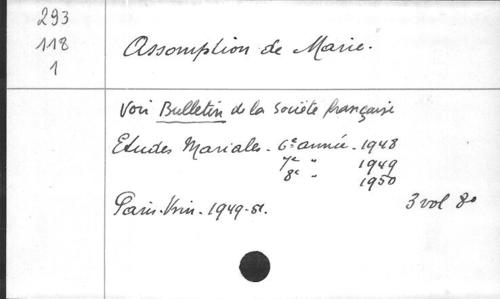 293
118
1
Assomption de Marie.
Voir Bulletin de la Société française
Etudes Mariales - 6e année - 1948
7e " 1949
8e " 1950
Paris. Vrin. 1949-51. 3 vol 8o